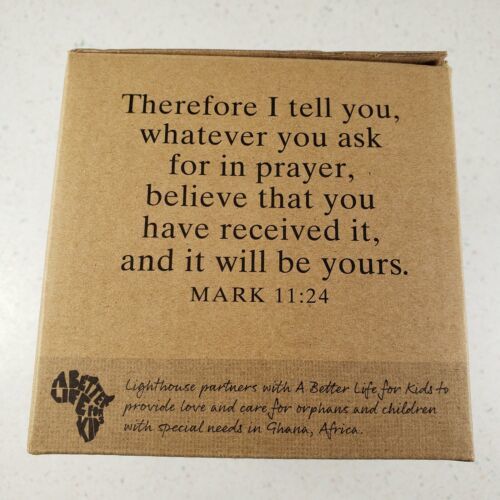 Therefore I tell you,
whatever you ask
for in prayer,
believe that you
have received it,
and it will be yours.
MARK 11:24
A BETTER
LIFE
for
KIDS
Lighthouse partners with A Better Life for Kids to
provide love and care for orphans and children
with special needs in Ghana, Africa.